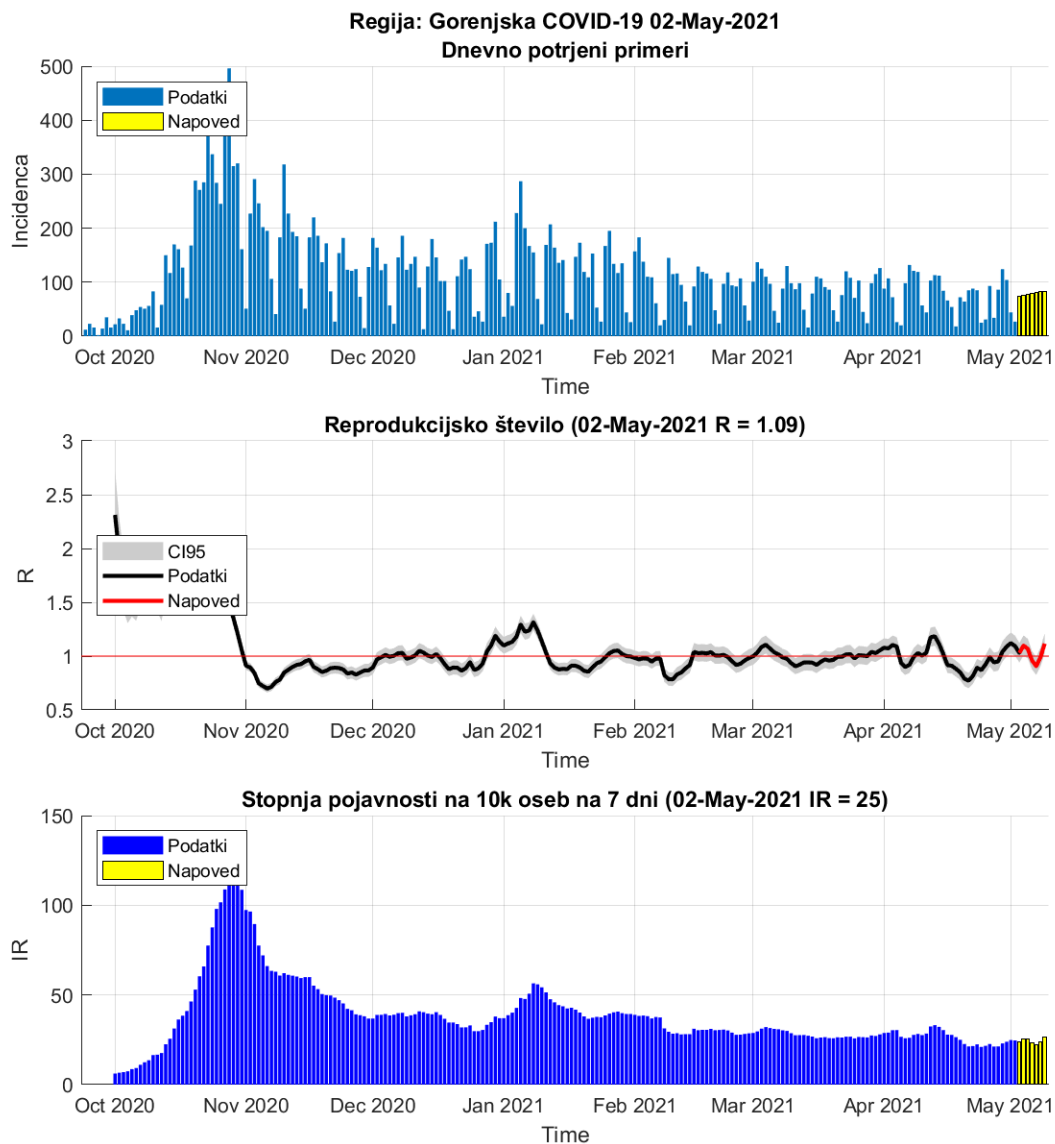 Regija: Gorenjska COVID-19 02-May-2021
Dnevno potrjeni primeri
500
400
300
200
100
0
Incidenca
Podatki
Napoved
Oct 2020 Nov 2020 Dec 2020 Jan 2021 Feb 2021 Mar 2021 Apr 2021 May 2021
Time
Reprodukcijsko število (02-May-2021 R = 1.09)
3
2.5
2
1.5
1
0.5
R
CI95
Podatki
Napoved
Oct 2020 Nov 2020 Dec 2020 Jan 2021 Feb 2021 Mar 2021 Apr 2021 May 2021
Time
Stopnja pojavnosti na 10k oseb na 7 dni (02-May-2021 IR = 25)
150
100
50
0
IR
Podatki
Napoved
Oct 2020 Nov 2020 Dec 2020 Jan 2021 Feb 2021 Mar 2021 Apr 2021 May 2021
Time